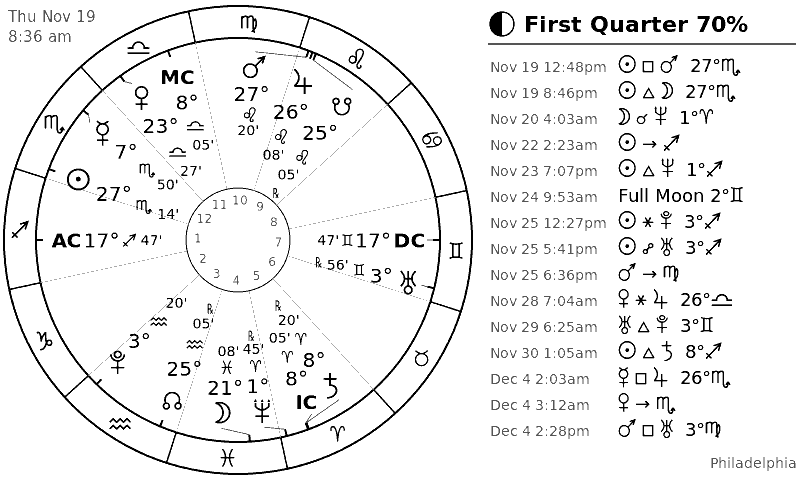 Thu Nov 19
8:36 am
First Quarter 70%
Nov 19 12:48pm ☉ □ ♂ 27°♏
Nov 19 8:46pm ☉ △ ☽ 27°♏
Nov 20 4:03am ☽ ☌ ♆ 1°♈
Nov 22 2:23am ☉ → ♐
Nov 23 7:07pm ☉ △ ♆ 1°♐
Nov 24 9:53am Full Moon 2°♊
Nov 25 12:27pm ☉ ⚹ ♇ 3°♐
Nov 25 5:41pm ☉ ☍ ♅ 3°♐
Nov 25 6:36pm ♂ → ♍
Nov 28 7:04am ♀ ⚹ ♃ 26°♎
Nov 29 6:25am ♅ △ ♇ 3°♊
Nov 30 1:05am ☉ △ ♄ 8°♐
Dec 4 2:03am ☿ □ ♃ 26°♏
Dec 4 3:12am ♀ → ♏
Dec 4 2:28pm ♂ □ ♅ 3°♍
Philadelphia
♍
♎
♌
♏
♋
♐
♊
♑
♉
♒
♈
♓
MC 8° ♎ 05'
♀ 23° ♎ 27'
☿ 7° ♏ 50'
☉ 27° ♏ 14'
♂ 27° ♌ 20'
♃ 26° ♌ 08'
☋ 25° ♌ 05' ℞
AC 17° ♐ 47'
47' ♊ 17° DC
℞ 56' ♊ 3° ♅
♇ 3° ♒ 20'
☊ 25° ♒ 05' ℞
☽ 21° ♓ 08'
♆ 1° ♈ 45' ℞
IC 8° ♈ 05'
♄ 8° ♈ 20' ℞
1
2
3
4
5
6
7
8
9
10
11
12